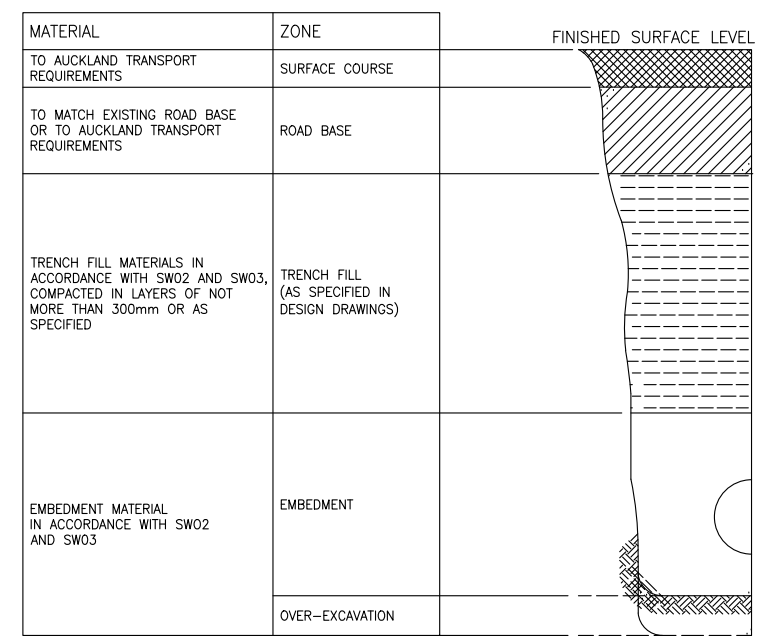 MATERIAL
ZONE
FINISHED SURFACE LEVEL
TO AUCKLAND TRANSPORT
REQUIREMENTS
SURFACE COURSE
TO MATCH EXISTING ROAD BASE
OR TO AUCKLAND TRANSPORT
REQUIREMENTS
ROAD BASE
TRENCH FILL MATERIALS IN
ACCORDANCE WITH SW02 AND SW03,
COMPACTED IN LAYERS OF NOT
MORE THAN 300mm OR AS
SPECIFIED
TRENCH FILL
(AS SPECIFIED IN
DESIGN DRAWINGS)
EMBEDMENT MATERIAL
IN ACCORDANCE WITH SW02
AND SW03
EMBEDMENT
OVER-EXCAVATION